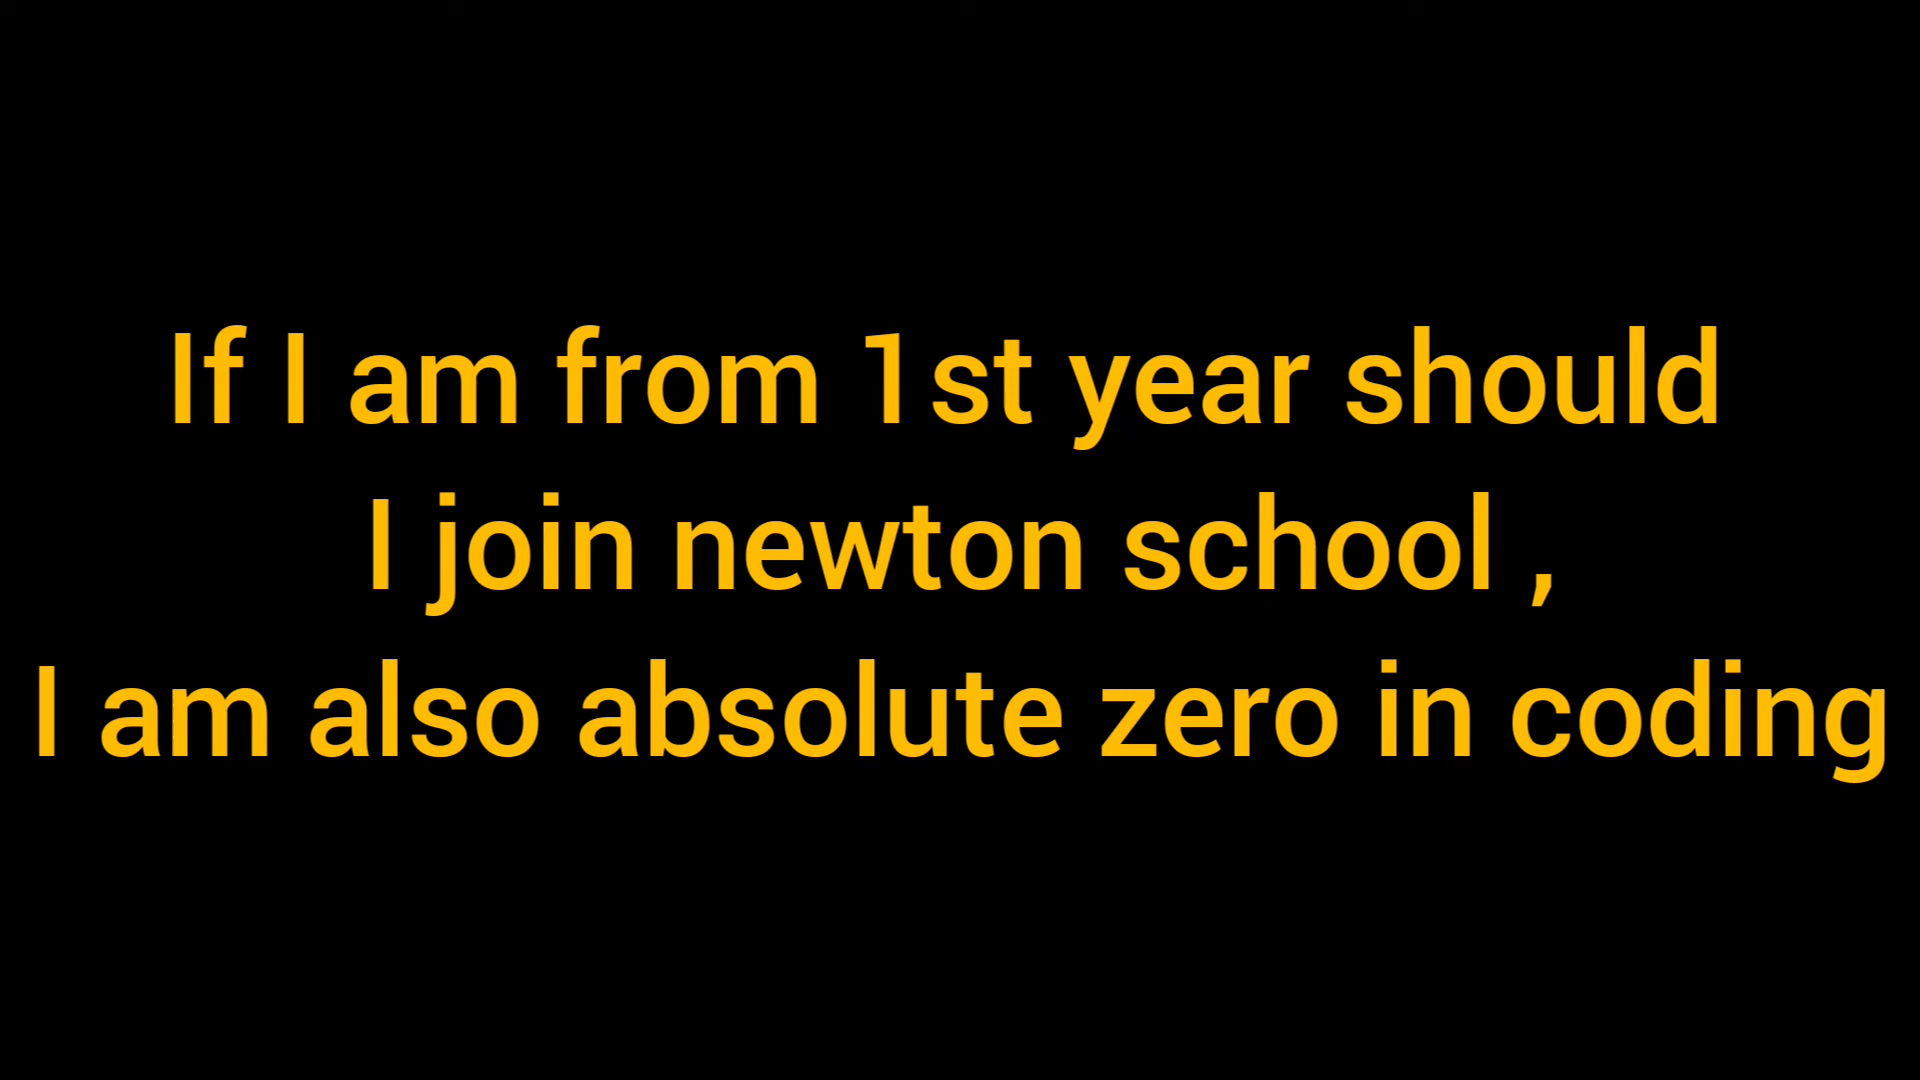 If I am from 1st year should
I join newton school ,
I am also absolute zero in coding